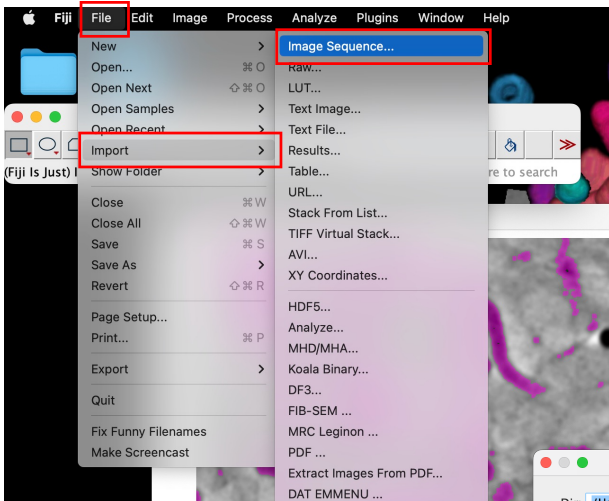 Fiji File Edit Image Process Analyze Plugins Window Help
New >
Open... ⌘ O
Open Next ⇧ ⌘ O
Open Samples >
Open Recent >
Import >
Show Folder >
Close ⌘ W
Close All ⇧ ⌘ W
Save ⌘ S
Save As >
Revert ⇧ ⌘ R
Page Setup...
Print... ⌘ P
Export >
Quit
Fix Funny Filenames
Make Screencast
Image Sequence...
Raw...
LUT...
Text Image...
Text File...
Results...
Table...
URL...
Stack From List...
TIFF Virtual Stack...
AVI...
XY Coordinates...
HDF5...
Analyze...
MHD/MHA...
Koala Binary...
DF3...
FIB-SEM ...
MRC Leginon ...
PDF ...
Extract Images From PDF...
DAT EMMENU ...
(Fiji Is Just)
re to search